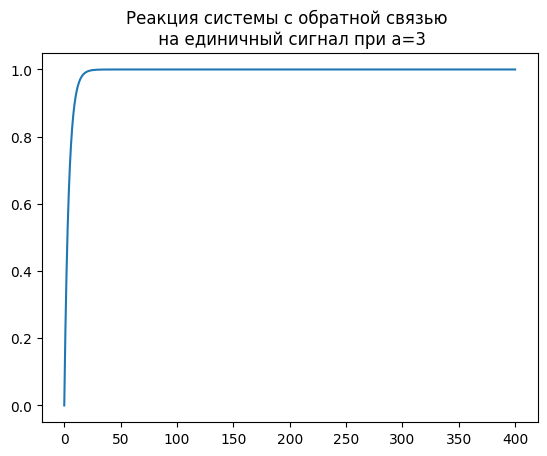 Реакция системы с обратной связью
на единичный сигнал при a=3
1.0
0.8
0.6
0.4
0.2
0.0
0 50 100 150 200 250 300 350 400